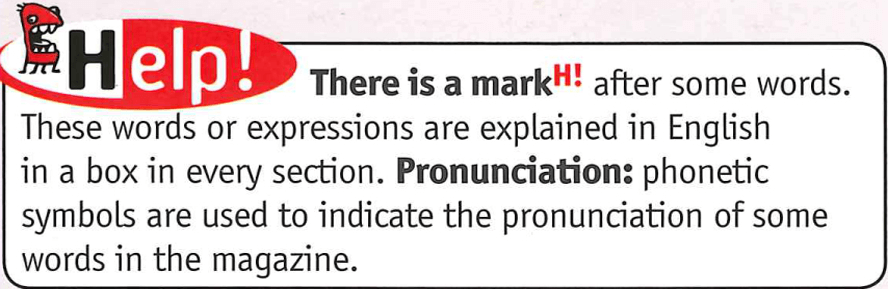 Help!
There is a markH! after some words.
These words or expressions are explained in English
in a box in every section. Pronunciation: phonetic
symbols are used to indicate the pronunciation of some
words in the magazine.